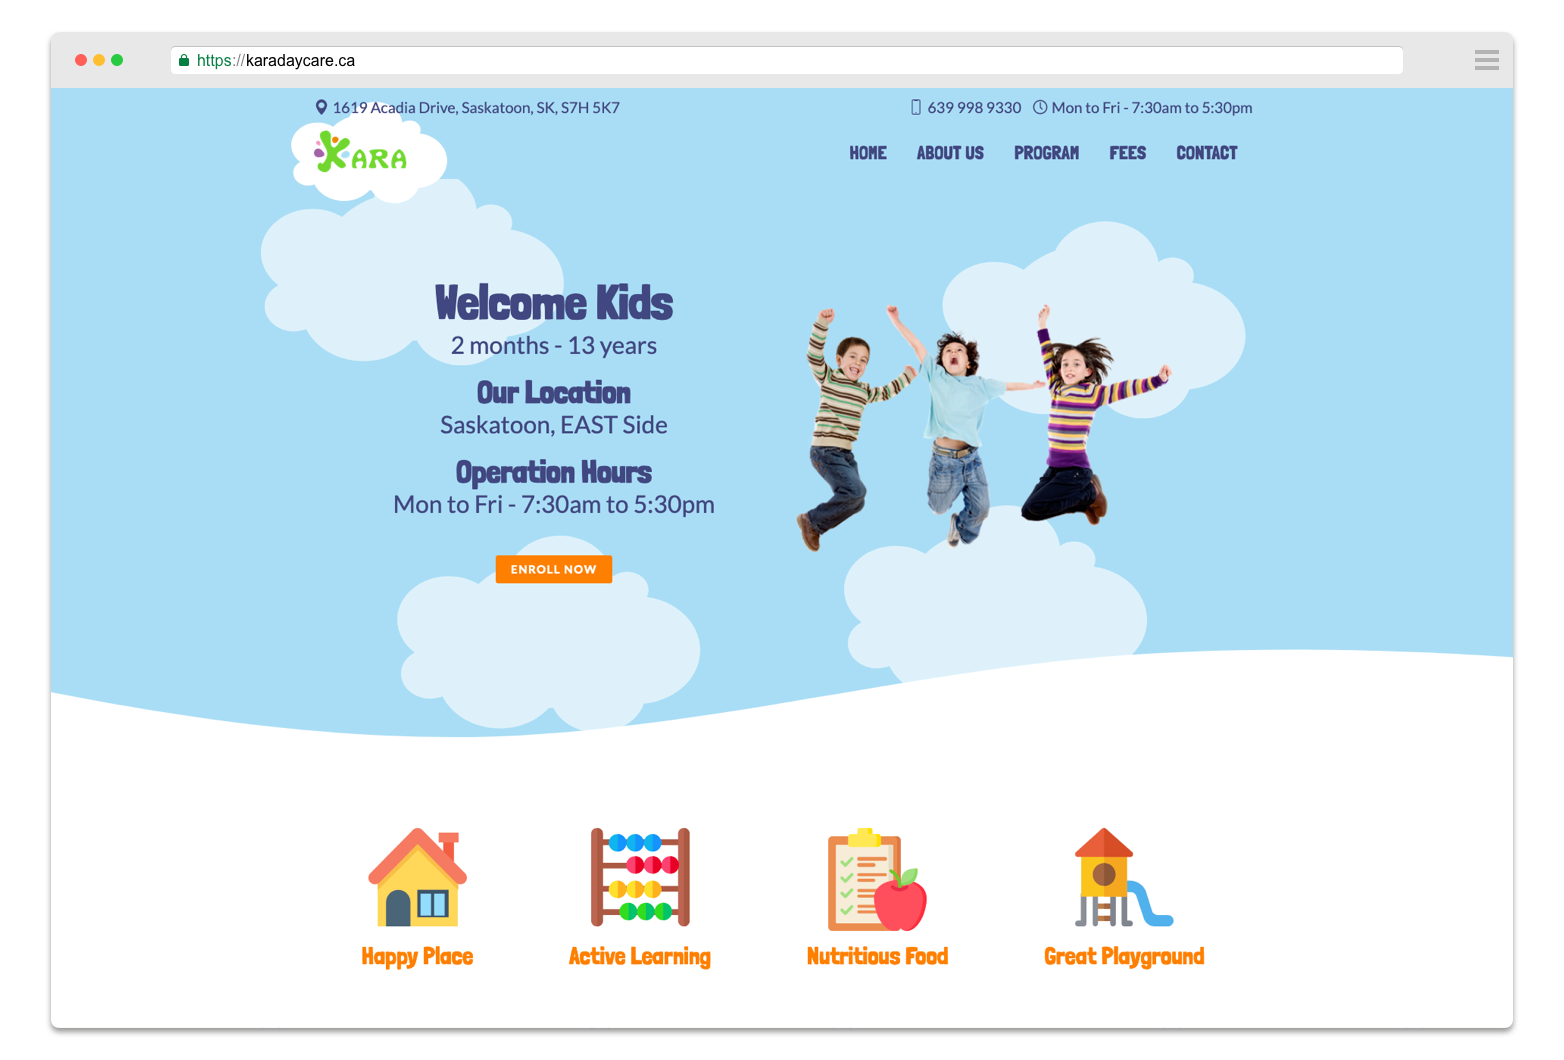 https://karadaycare.ca
1619 Acadia Drive, Saskatoon, SK, S7H 5K7
639 998 9330 Mon to Fri - 7:30am to 5:30pm
KARA
HOME ABOUT US PROGRAM FEES CONTACT
Welcome Kids
2 months - 13 years
Our Location
Saskatoon, EAST Side
Operation Hours
Mon to Fri - 7:30am to 5:30pm
ENROLL NOW
Happy Place
Active Learning
Nutritious Food
Great Playground